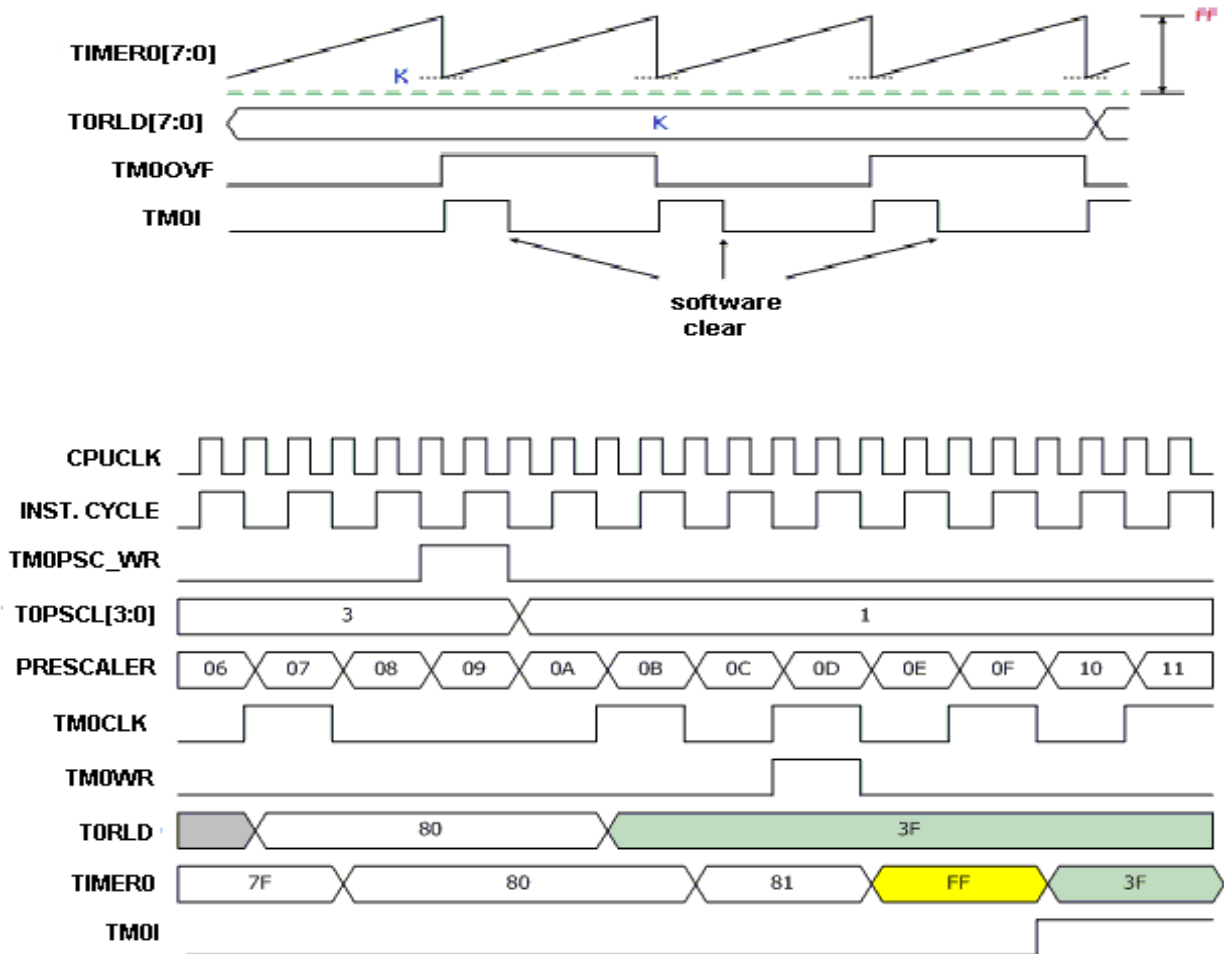 FF
TIMER0[7:0]
K
T0RLD[7:0]
K
TM0OVF
TM0I
software
clear
CPUCLK
INST. CYCLE
TM0PSC_WR
T0PSCL[3:0] 3 1
PRESCALER 06 07 08 09 0A 0B 0C 0D 0E 0F 10 11
TM0CLK
TM0WR
T0RLD 80 3F
TIMER0 7F 80 81 FF 3F
TM0I